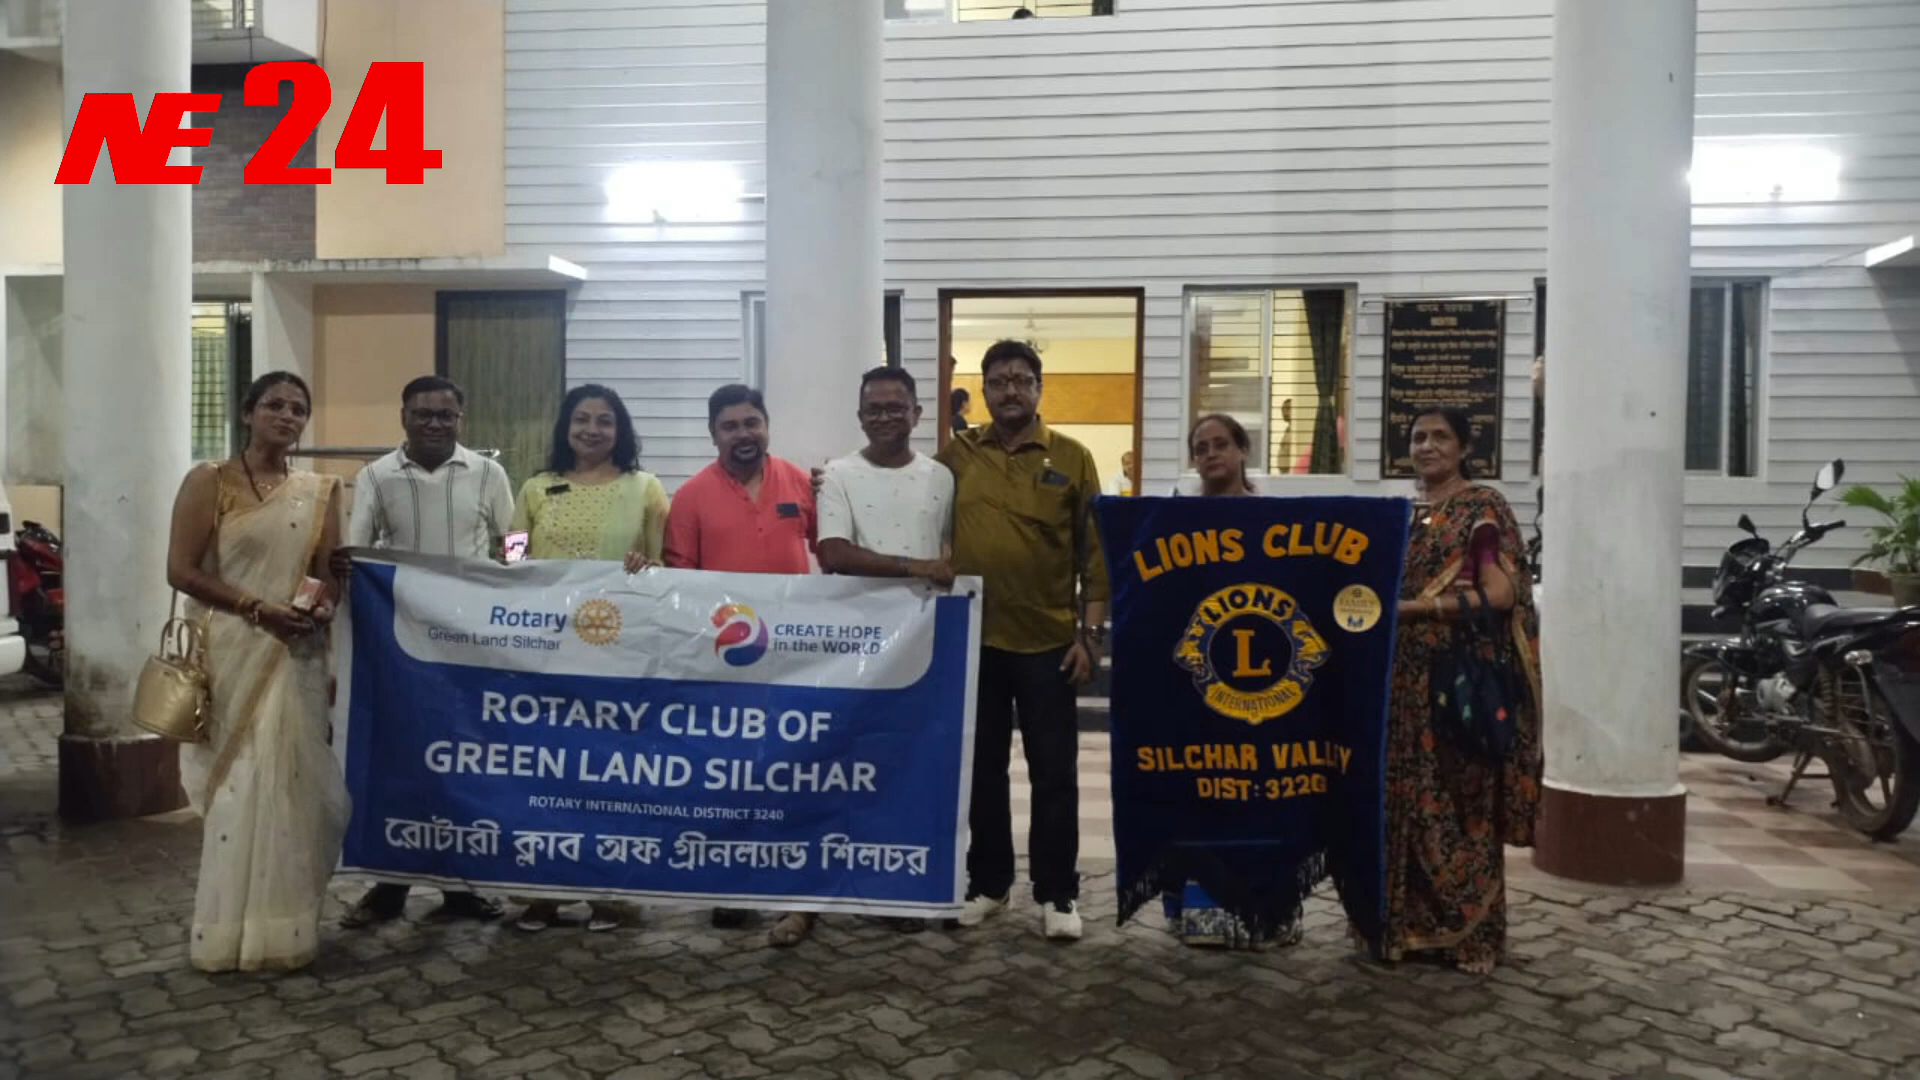 NE 24
Rotary
Green Land Silchar
CREATE HOPE
in the WORLD
ROTARY CLUB OF
GREEN LAND SILCHAR
ROTARY INTERNATIONAL DISTRICT 3240
রোটারী ক্লাব অফ গ্রীনল্যান্ড শিলচর
LIONS CLUB
LIONS
L
INTERNATIONAL
SILCHAR VALLEY
DIST: 322G